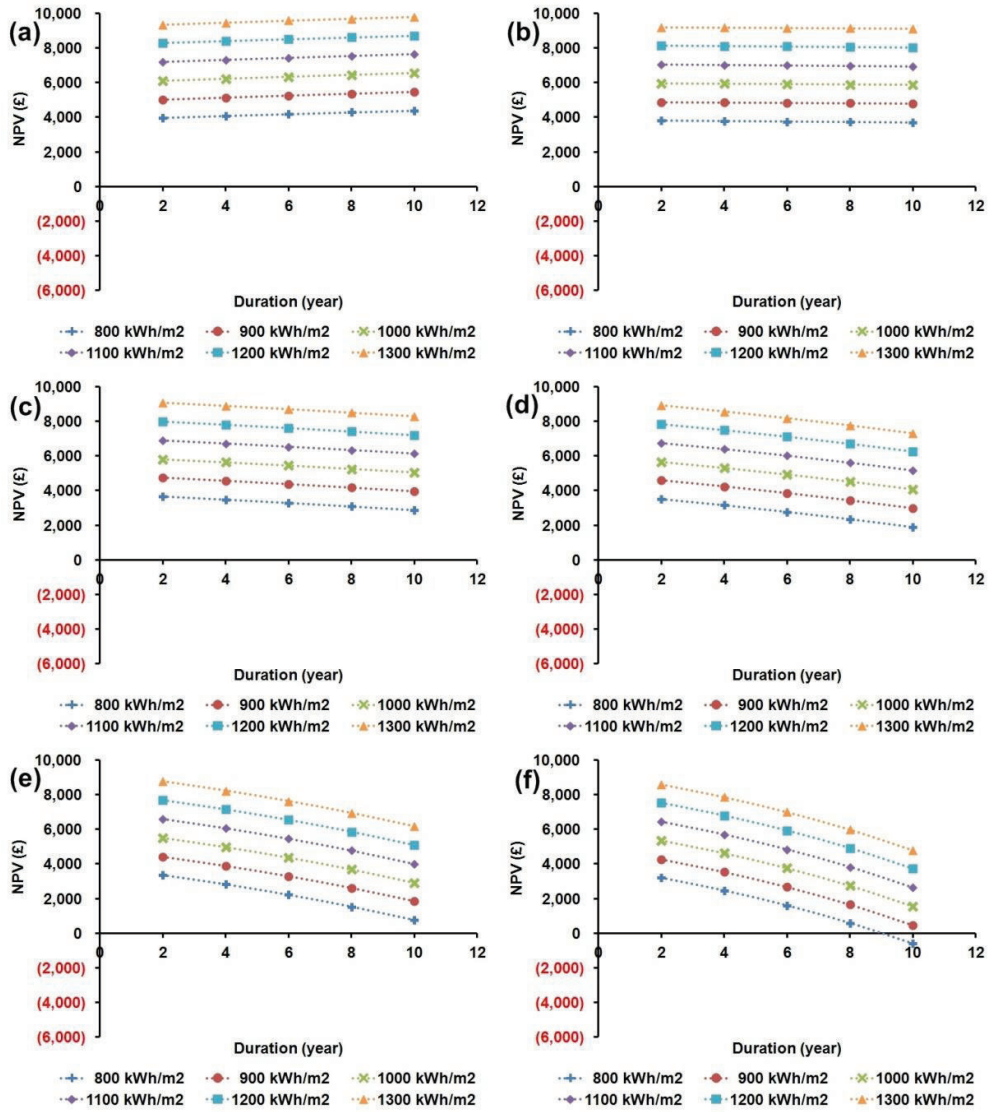 (a)
10,000
8,000
6,000
4,000
2,000
0
(2,000)
(4,000)
(6,000)
NPV (£)
0 2 4 6 8 10 12
Duration (year)
800 kWh/m2 900 kWh/m2 1000 kWh/m2
1100 kWh/m2 1200 kWh/m2 1300 kWh/m2
(b)
10,000
8,000
6,000
4,000
2,000
0
(2,000)
(4,000)
(6,000)
NPV (£)
0 2 4 6 8 10 12
Duration (year)
800 kWh/m2 900 kWh/m2 1000 kWh/m2
1100 kWh/m2 1200 kWh/m2 1300 kWh/m2
(c)
10,000
8,000
6,000
4,000
2,000
0
(2,000)
(4,000)
(6,000)
NPV (£)
0 2 4 6 8 10 12
Duration (year)
800 kWh/m2 900 kWh/m2 1000 kWh/m2
1100 kWh/m2 1200 kWh/m2 1300 kWh/m2
(d)
10,000
8,000
6,000
4,000
2,000
0
(2,000)
(4,000)
(6,000)
NPV (£)
0 2 4 6 8 10 12
Duration (year)
800 kWh/m2 900 kWh/m2 1000 kWh/m2
1100 kWh/m2 1200 kWh/m2 1300 kWh/m2
(e)
10,000
8,000
6,000
4,000
2,000
0
(2,000)
(4,000)
(6,000)
NPV (£)
0 2 4 6 8 10 12
Duration (year)
800 kWh/m2 900 kWh/m2 1000 kWh/m2
1100 kWh/m2 1200 kWh/m2 1300 kWh/m2
(f)
10,000
8,000
6,000
4,000
2,000
0
(2,000)
(4,000)
(6,000)
NPV (£)
0 2 4 6 8 10 12
Duration (year)
800 kWh/m2 900 kWh/m2 1000 kWh/m2
1100 kWh/m2 1200 kWh/m2 1300 kWh/m2